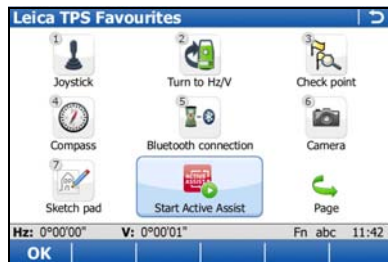 Leica TPS Favourites
1 2 3
Joystick Turn to Hz/V Check point
4 5 6
Compass Bluetooth connection Camera
7 ACTIVE
ASSIST
Sketch pad Start Active Assist Page
Hz: 0°00'00" V: 0°00'01" Fn abc 11:42
OK